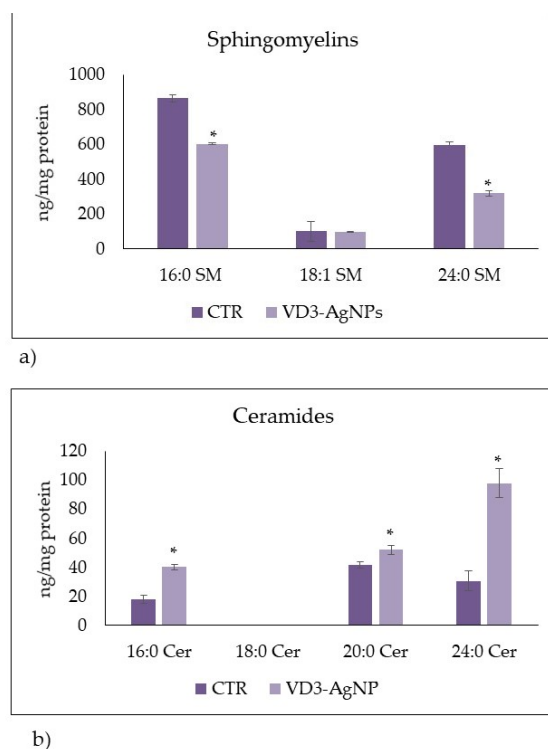 Sphingomyelins
ng/mg protein
1000
800
600
400
200
0
*
*
16:0 SM 18:1 SM 24:0 SM
CTR VD3-AgNPs
a)
Ceramides
ng/mg protein
120
100
80
60
40
20
0
*
*
*
16:0 Cer 18:0 Cer 20:0 Cer 24:0 Cer
CTR VD3-AgNP
b)